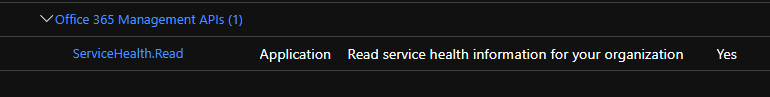 Office 365 Management APIs (1)
ServiceHealth.Read Application Read service health information for your organization Yes